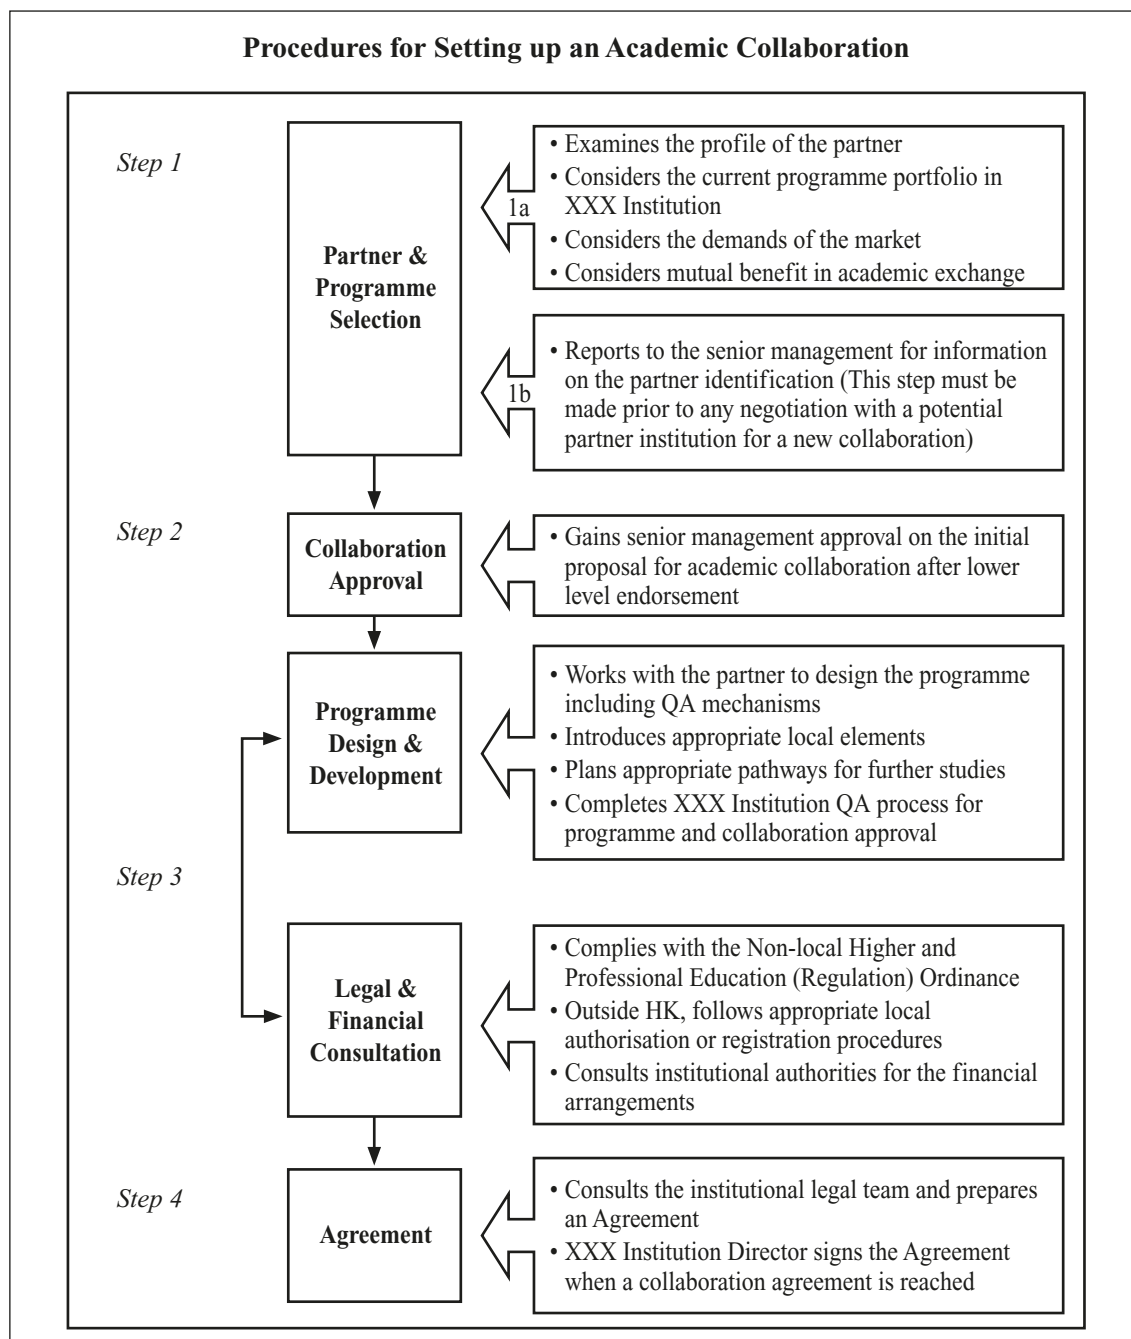 Procedures for Setting up an Academic Collaboration
Step 1
Partner &
Programme
Selection
1a
• Examines the profile of the partner
• Considers the current programme portfolio in
XXX Institution
• Considers the demands of the market
• Considers mutual benefit in academic exchange
1b
• Reports to the senior management for information
on the partner identification (This step must be
made prior to any negotiation with a potential
partner institution for a new collaboration)
Step 2
Collaboration
Approval
• Gains senior management approval on the initial
proposal for academic collaboration after lower
level endorsement
Programme
Design &
Development
• Works with the partner to design the programme
including QA mechanisms
• Introduces appropriate local elements
• Plans appropriate pathways for further studies
• Completes XXX Institution QA process for
programme and collaboration approval
Step 3
Legal &
Financial
Consultation
• Complies with the Non-local Higher and
Professional Education (Regulation) Ordinance
• Outside HK, follows appropriate local
authorisation or registration procedures
• Consults institutional authorities for the financial
arrangements
Step 4
Agreement
• Consults the institutional legal team and prepares
an Agreement
• XXX Institution Director signs the Agreement
when a collaboration agreement is reached